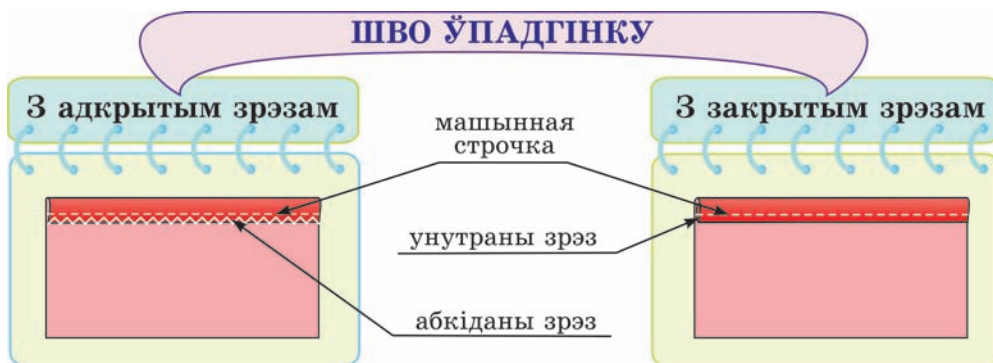 ШВО ЎПАДГІНКУ
З адкрытым зрэзам
З закрытым зрэзам
машынная
строчка
унутраны зрэз
абкіданы зрэз